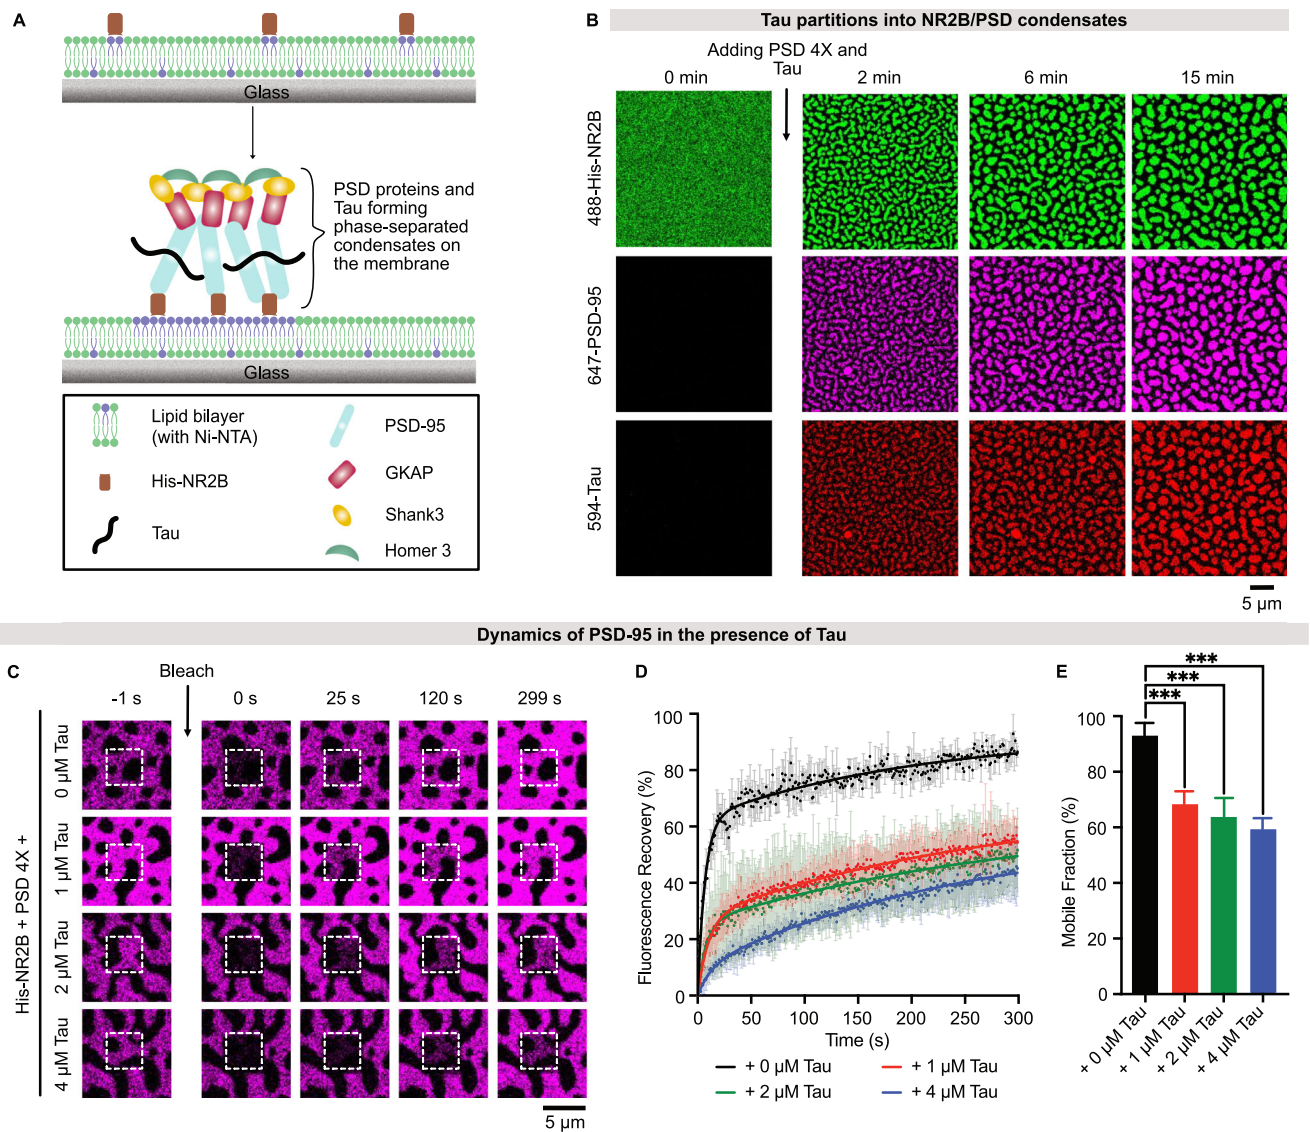 A
Glass
PSD proteins and
Tau forming
phase-separated
condensates on
the membrane
Glass
Lipid bilayer
(with Ni-NTA)
PSD-95
His-NR2B
GKAP
Tau
Shank3
Homer 3
B
Tau partitions into NR2B/PSD condensates
Adding PSD 4X and
Tau
0 min
2 min
6 min
15 min
488-His-NR2B
647-PSD-95
594-Tau
5 µm
Dynamics of PSD-95 in the presence of Tau
C
Bleach
-1 s
0 s
25 s
120 s
299 s
His-NR2B + PSD 4X +
0 µM Tau
1 µM Tau
2 µM Tau
4 µM Tau
5 µm
D
Fluorescence Recovery (%)
100
80
60
40
20
0
0
50
100
150
200
250
300
Time (s)
+ 0 µM Tau
+ 1 µM Tau
+ 2 µM Tau
+ 4 µM Tau
E
***
***
***
Mobile Fraction (%)
100
80
60
40
20
0
+ 0 µM Tau
+ 1 µM Tau
+ 2 µM Tau
+ 4 µM Tau